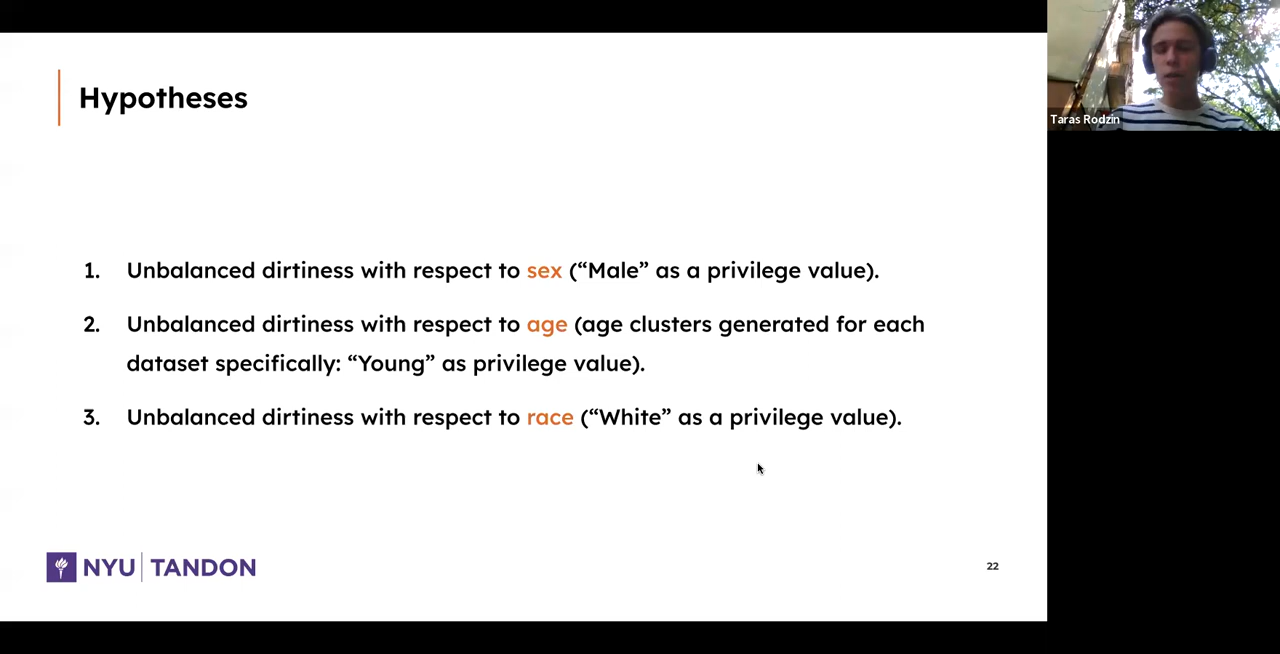 Hypotheses
1. Unbalanced dirtiness with respect to sex (“Male” as a privilege value).
2. Unbalanced dirtiness with respect to age (age clusters generated for each
dataset specifically: “Young” as privilege value).
3. Unbalanced dirtiness with respect to race (“White” as a privilege value).
NYU | TANDON
22
Taras Rodzin